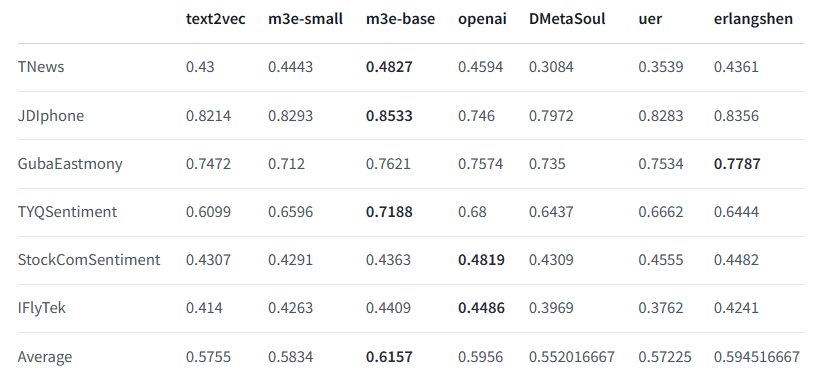 text2vec m3e-small m3e-base openai DMetaSoul uer erlangshen
TNews 0.43 0.4443 0.4827 0.4594 0.3084 0.3539 0.4361
JDIphone 0.8214 0.8293 0.8533 0.746 0.7972 0.8283 0.8356
GubaEastmony 0.7472 0.712 0.7621 0.7574 0.735 0.7534 0.7787
TYQSentiment 0.6099 0.6596 0.7188 0.68 0.6437 0.6662 0.6444
StockComSentiment 0.4307 0.4291 0.4363 0.4819 0.4309 0.4555 0.4482
IFlyTek 0.414 0.4263 0.4409 0.4486 0.3969 0.3762 0.4241
Average 0.5755 0.5834 0.6157 0.5956 0.552016667 0.57225 0.594516667